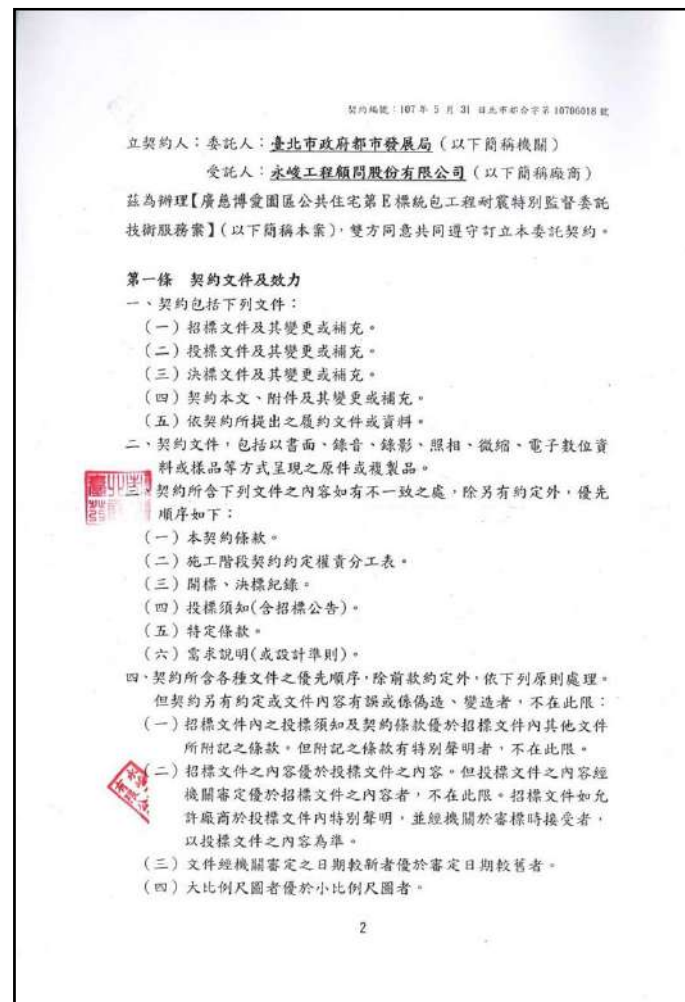 契約編號：107年 5 月 31 日北市都合字第10706018號
立契約人：委託人：臺北市政府都市發展局（以下簡稱機關）
受託人：永峻工程顧問股份有限公司（以下簡稱廠商）
茲為辦理【廣慈博愛園區公共住宅第E標統包工程耐震特別監督委託
技術服務案】（以下簡稱本案），雙方同意共同遵守訂立本委託契約。
第一條 契約文件及效力
一、契約包括下列文件：
（一）招標文件及其變更或補充。
（二）投標文件及其變更或補充。
（三）決標文件及其變更或補充。
（四）契約本文、附件及其變更或補充。
（五）依契約所提出之履約文件或資料。
二、契約文件，包括以書面、錄音、錄影、照相、微縮、電子數位資
料或樣品等方式呈現之原件或複製品。
三、契約所含下列文件之內容如有不一致之處，除另有約定外，優先
順序如下：
（一）本契約條款。
（二）施工階段契約約定權責分工表。
（三）開標、決標紀錄。
（四）投標須知(含招標公告)。
（五）特定條款。
（六）需求說明(或設計準則)。
四、契約所含各種文件之優先順序，除前款約定外，依下列原則處理。
但契約另有約定或文件內容有誤或係偽造、變造者，不在此限：
（一）招標文件內之投標須知及契約條款優於招標文件內其他文件
所附記之條款。但附記之條款有特別聲明者，不在此限。
（二）招標文件之內容優於投標文件之內容。但投標文件之內容經
機關審定優於招標文件之內容者，不在此限。招標文件如允
許廠商於投標文件內特別聲明，並經機關於審標時接受者，
以投標文件之內容為準。
（三）文件經機關審定之日期較新者優於審定日期較舊者。
（四）大比例尺圖者優於小比例尺圖者。
2